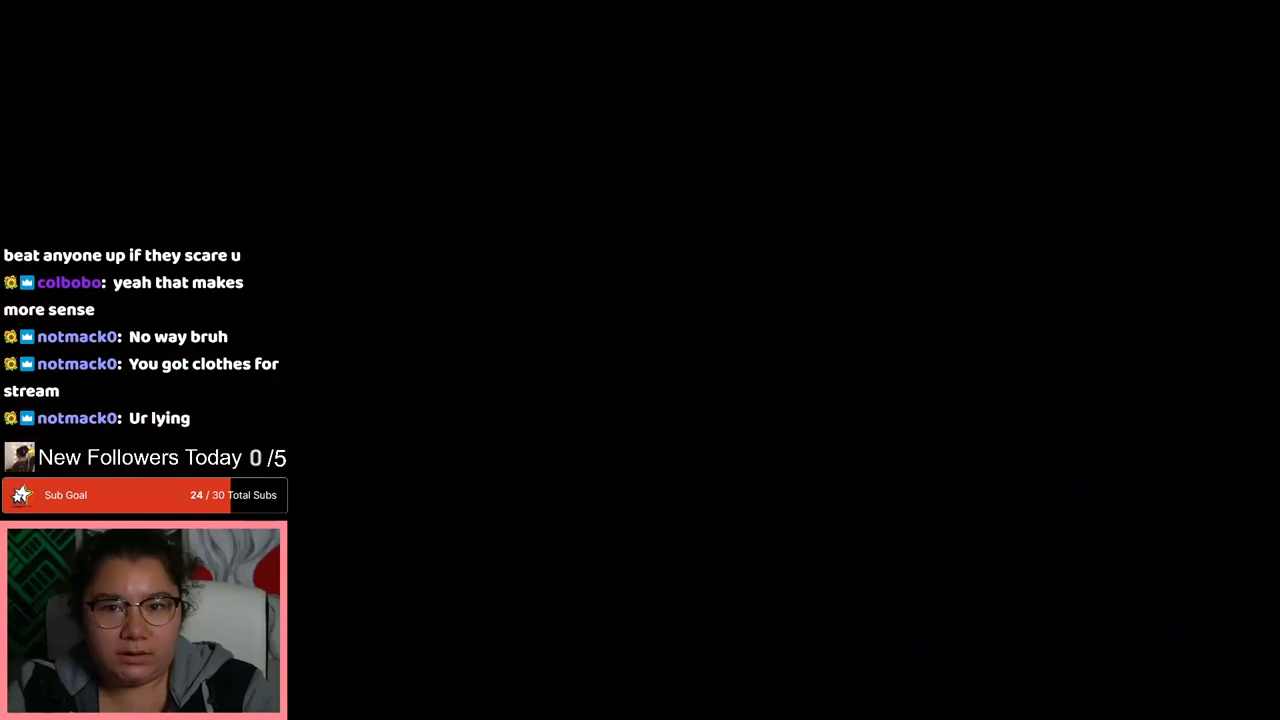 beat anyone up if they scare u
colbobo: yeah that makes
more sense
notmack0: No way bruh
notmack0: You got clothes for
stream
notmack0: Ur lying
New Followers Today 0 /5
Sub Goal 24 / 30 Total Subs